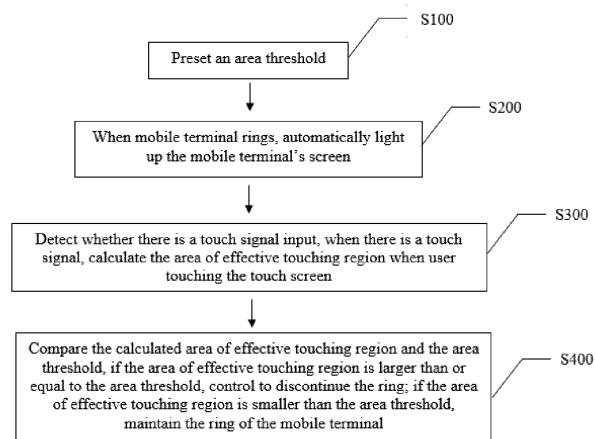 S100
Preset an area threshold
S200
When mobile terminal rings, automatically light
up the mobile terminal's screen
S300
Detect whether there is a touch signal input, when there is a touch
signal, calculate the area of effective touching region when user
touching the touch screen
S400
Compare the calculated area of effective touching region and the area
threshold, if the area of effective touching region is larger than or
equal to the area threshold, control to discontinue the ring; if the area
of effective touching region is smaller than the area threshold,
maintain the ring of the mobile terminal